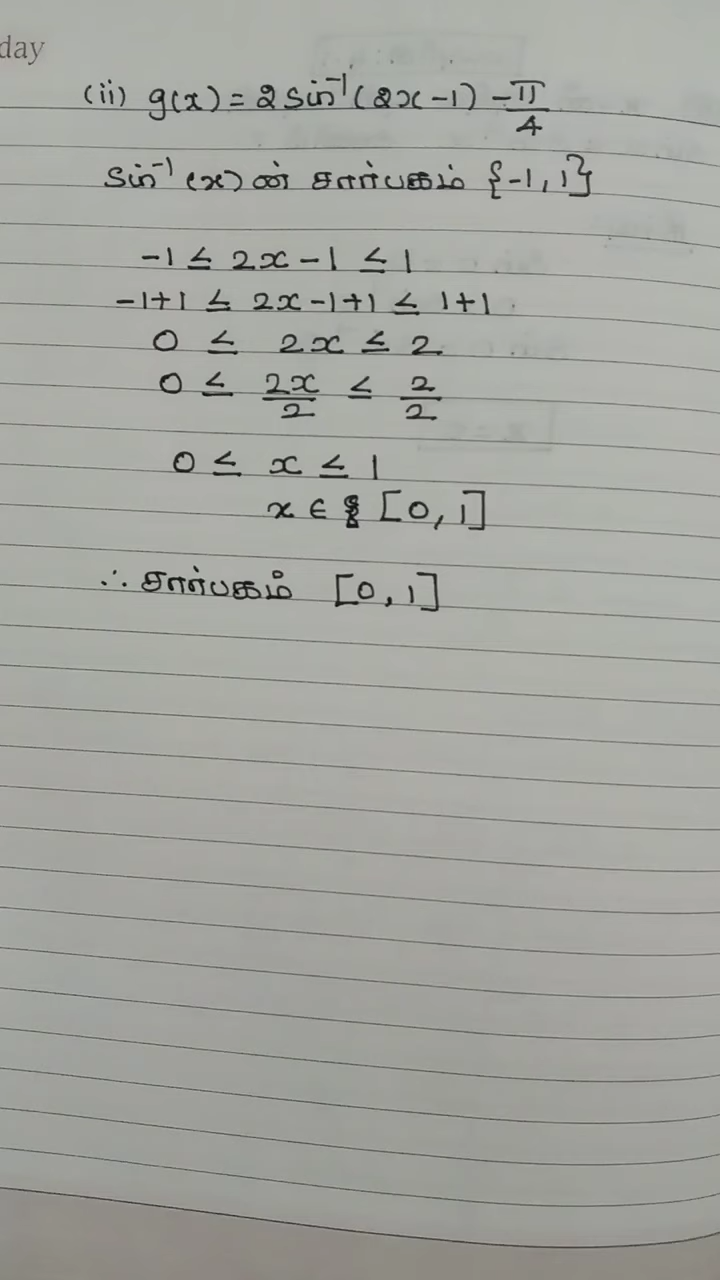 day
(ii) g(x) = 2 sin⁻¹(2x-1) - π/4
sin⁻¹(x) ன் சார்பகம் {-1, 1}
-1 ≤ 2x - 1 ≤ 1
-1+1 ≤ 2x-1+1 ≤ 1+1
0 ≤ 2x ≤ 2
0 ≤ 2x/2 ≤ 2/2
0 ≤ x ≤ 1
x ∈ [0, 1]
∴ சார்பகம் [0, 1]